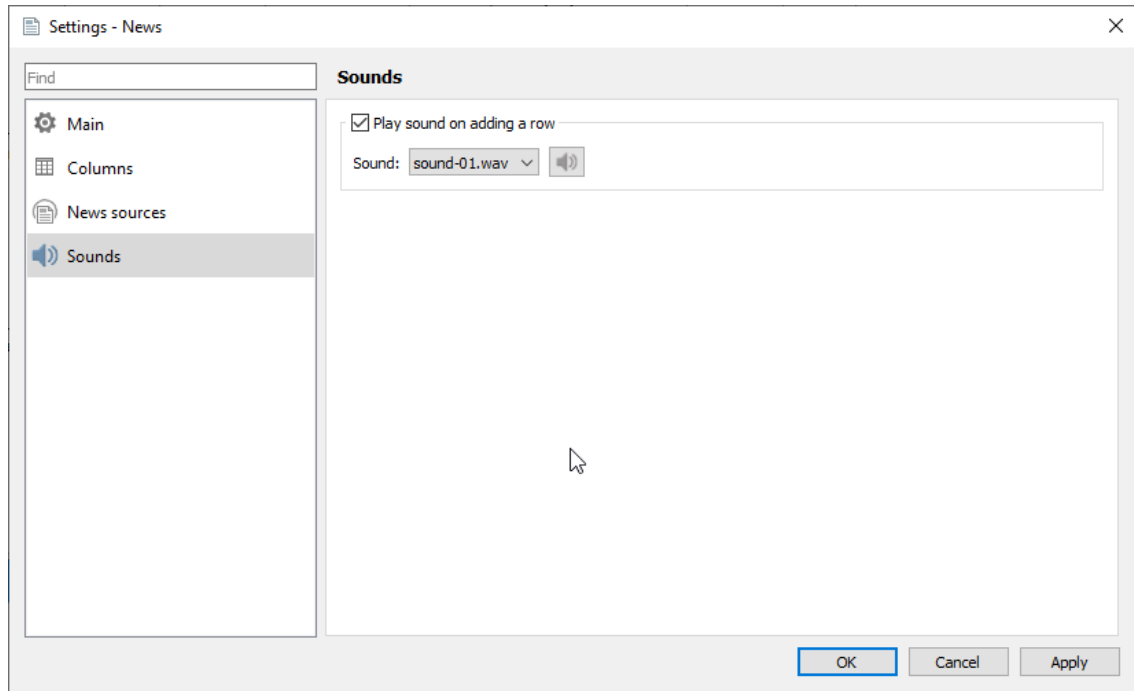 Settings - News
Find
Sounds
Main
Columns
News sources
Sounds
Play sound on adding a row
Sound: sound-01.wav
OK Cancel Apply